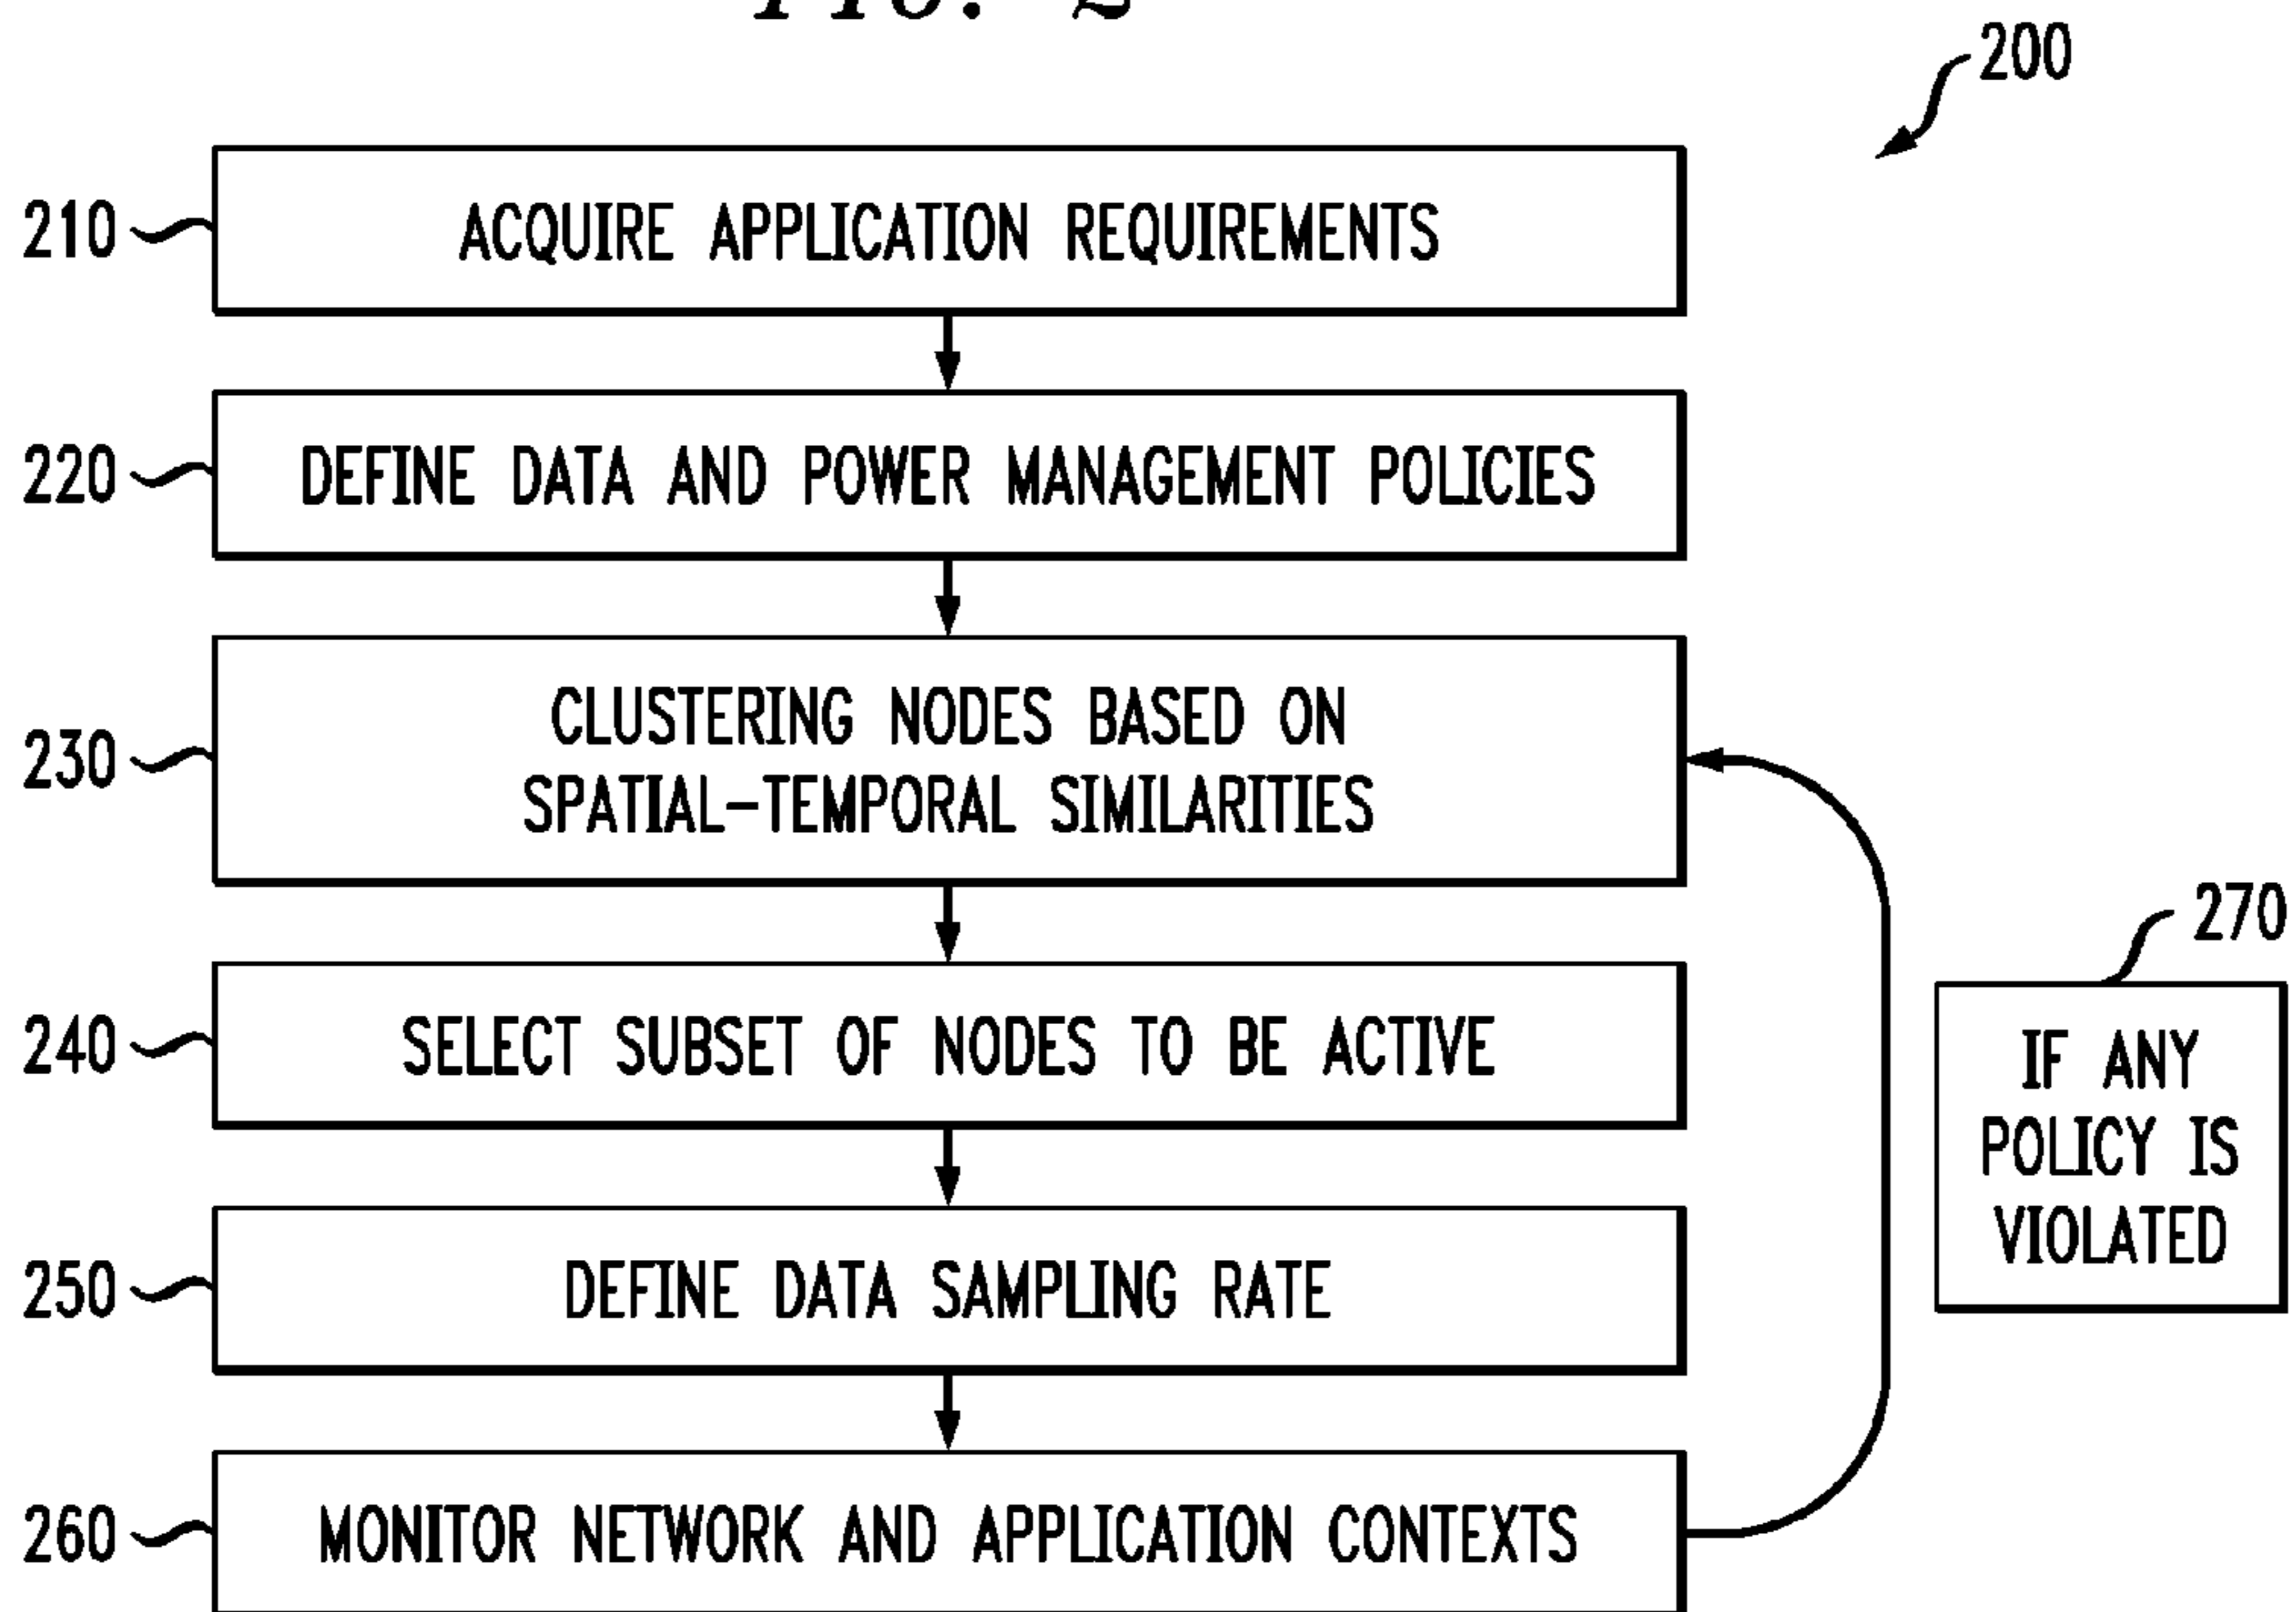 FIG. 2
200
210
ACQUIRE APPLICATION REQUIREMENTS
220
DEFINE DATA AND POWER MANAGEMENT POLICIES
230
CLUSTERING NODES BASED ON
SPATIAL-TEMPORAL SIMILARITIES
240
SELECT SUBSET OF NODES TO BE ACTIVE
250
DEFINE DATA SAMPLING RATE
260
MONITOR NETWORK AND APPLICATION CONTEXTS
270
IF ANY
POLICY IS
VIOLATED